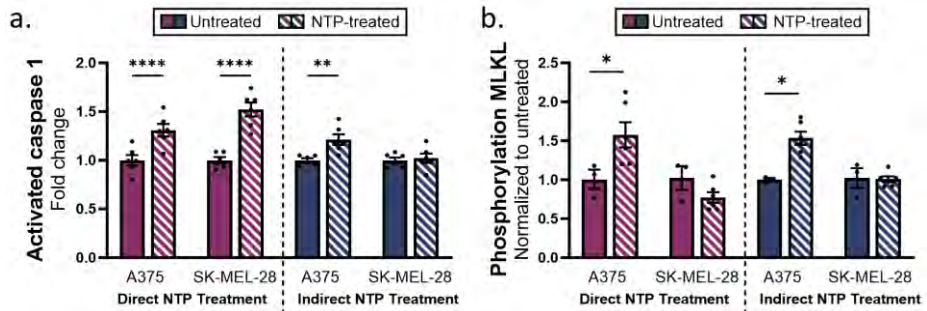 a.
Untreated NTP-treated
Activated caspase 1
Fold change
2.0
1.5
1.0
0.5
0.0
**** **** **
A375 SK-MEL-28 A375 SK-MEL-28
Direct NTP Treatment Indirect NTP Treatment
b.
Untreated NTP-treated
Phosphorylation MLKL
Normalized to untreated
2.5
2.0
1.5
1.0
0.5
0.0
* *
A375 SK-MEL-28 A375 SK-MEL-28
Direct NTP Treatment Indirect NTP Treatment